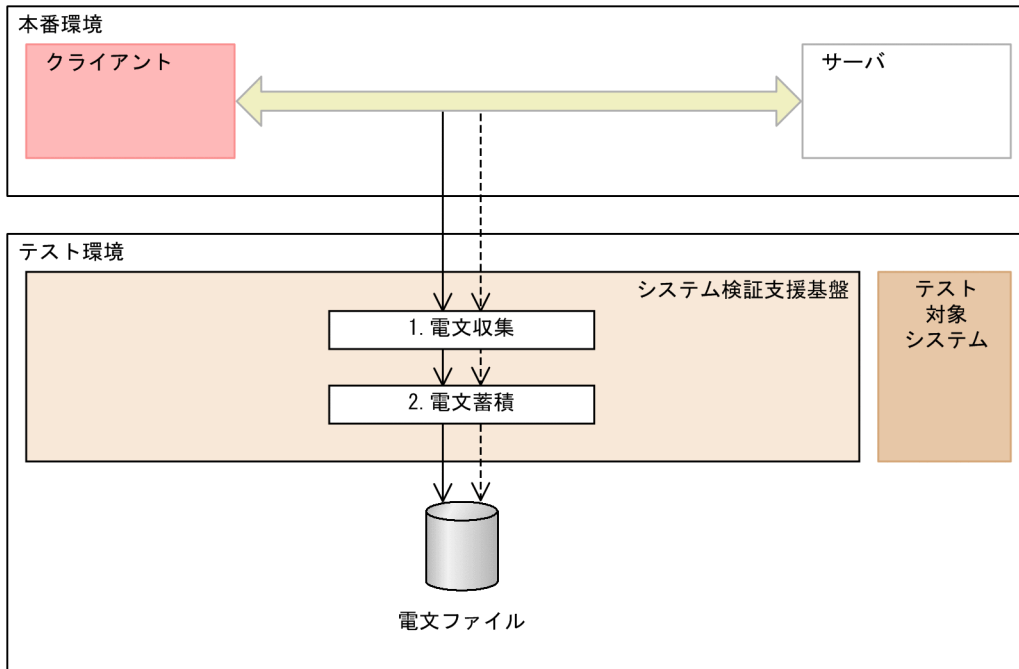 本番環境
クライアント
サーバ
テスト環境
システム検証支援基盤
テスト
対象
システム
1. 電文収集
2. 電文蓄積
電文ファイル